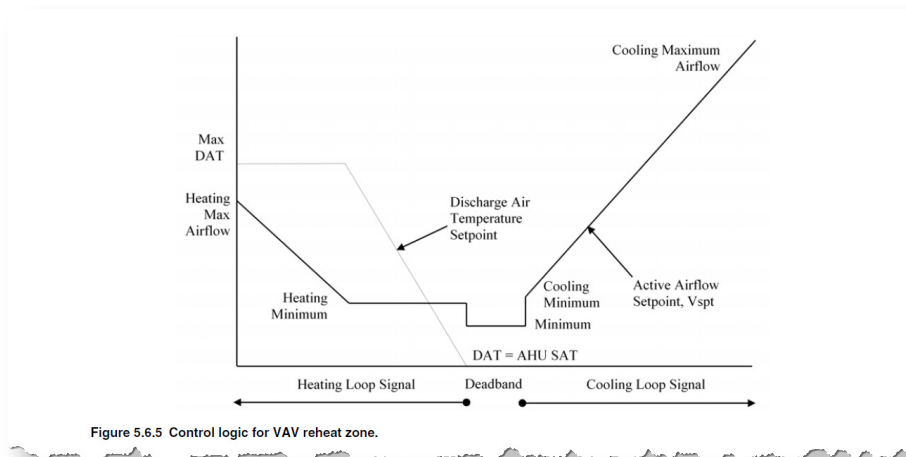 Cooling Maximum
Airflow
Max
DAT
Heating
Max
Airflow
Discharge Air
Temperature
Setpoint
Heating
Minimum
Cooling
Minimum
Active Airflow
Setpoint, Vspt
Minimum
DAT = AHU SAT
Heating Loop Signal
Deadband
Cooling Loop Signal
Figure 5.6.5 Control logic for VAV reheat zone.